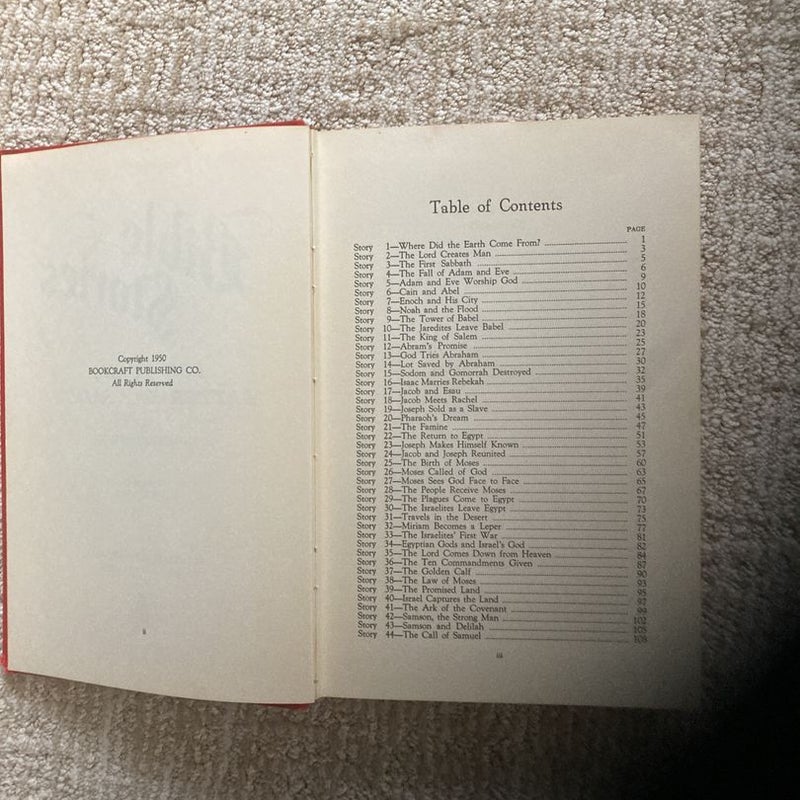 Copyright 1950
BOOKCRAFT PUBLISHING CO.
All Rights Reserved
ii
Table of Contents
PAGE
Story 1—Where Did the Earth Come From? 1
Story 2—The Lord Creates Man 3
Story 3—The First Sabbath 5
Story 4—The Fall of Adam and Eve 6
Story 5—Adam and Eve Worship God 9
Story 6—Cain and Abel 10
Story 7—Enoch and His City 12
Story 8—Noah and the Flood 15
Story 9—The Tower of Babel 18
Story 10—The Jaredites Leave Babel 20
Story 11—The King of Salem 23
Story 12—Abram's Promise 25
Story 13—God Tries Abraham 27
Story 14—Lot Saved by Abraham 30
Story 15—Sodom and Gomorrah Destroyed 32
Story 16—Isaac Marries Rebekah 35
Story 17—Jacob and Esau 39
Story 18—Jacob Meets Rachel 41
Story 19—Joseph Sold as a Slave 43
Story 20—Pharaoh's Dream 45
Story 21—The Famine 47
Story 22—The Return to Egypt 51
Story 23—Joseph Makes Himself Known 53
Story 24—Jacob and Joseph Reunited 57
Story 25—The Birth of Moses 60
Story 26—Moses Called of God 63
Story 27—Moses Sees God Face to Face 65
Story 28—The People Receive Moses 67
Story 29—The Plagues Come to Egypt 70
Story 30—The Israelites Leave Egypt 73
Story 31—Travels in the Desert 75
Story 32—Miriam Becomes a Leper 77
Story 33—The Israelites' First War 81
Story 34—Egyptian Gods and Israel's God 82
Story 35—The Lord Comes Down from Heaven 84
Story 36—The Ten Commandments Given 87
Story 37—The Golden Calf 90
Story 38—The Law of Moses 93
Story 39—The Promised Land 95
Story 40—Israel Captures the Land 97
Story 41—The Ark of the Covenant 99
Story 42—Samson, the Strong Man 102
Story 43—Samson and Delilah 105
Story 44—The Call of Samuel 108
iii